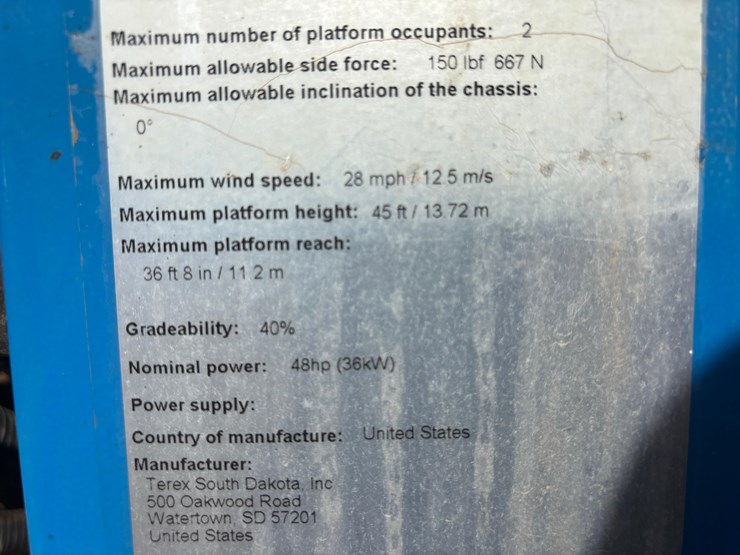 Maximum number of platform occupants: 2
Maximum allowable side force: 150 lbf 667 N
Maximum allowable inclination of the chassis:
0°
Maximum wind speed: 28 mph / 12.5 m/s
Maximum platform height: 45 ft / 13.72 m
Maximum platform reach:
36 ft 8 in / 11.2 m
Gradeability: 40%
Nominal power: 48hp (36kW)
Power supply:
Country of manufacture: United States
Manufacturer:
Terex South Dakota, Inc
500 Oakwood Road
Watertown, SD 57201
United States